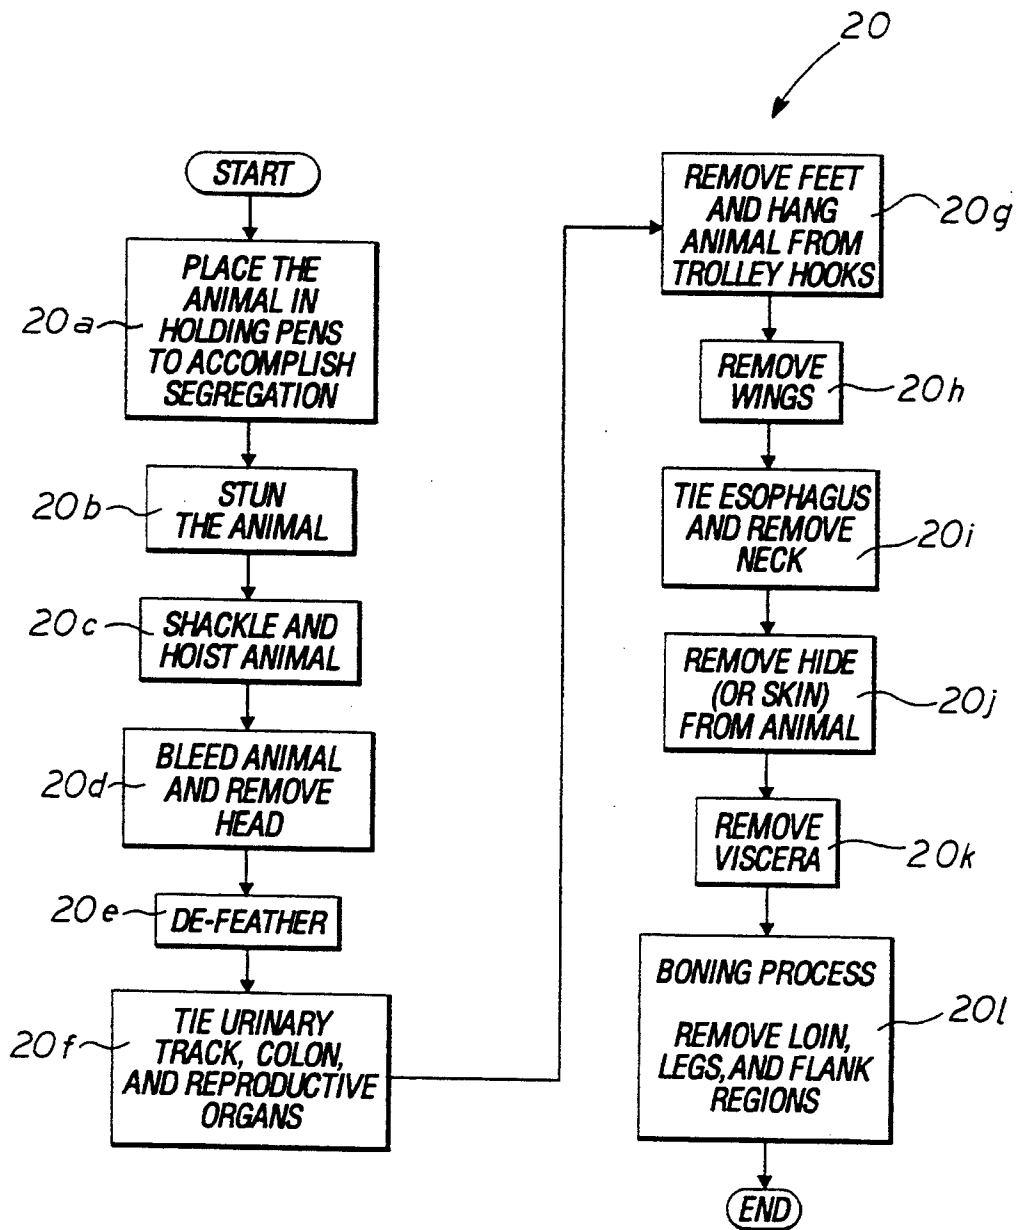 20
START
20a
PLACE THE
ANIMAL IN
HOLDING PENS
TO ACCOMPLISH
SEGREGATION
20b
STUN
THE ANIMAL
20c
SHACKLE AND
HOIST ANIMAL
20d
BLEED ANIMAL
AND REMOVE
HEAD
20e
DE-FEATHER
20f
TIE URINARY
TRACK, COLON,
AND REPRODUCTIVE
ORGANS
REMOVE FEET
AND HANG
ANIMAL FROM
TROLLEY HOOKS
20g
REMOVE
WINGS
20h
TIE ESOPHAGUS
AND REMOVE
NECK
20i
REMOVE HIDE
(OR SKIN)
FROM ANIMAL
20j
REMOVE
VISCERA
20k
BONING PROCESS
REMOVE LOIN,
LEGS, AND FLANK
REGIONS
20l
END